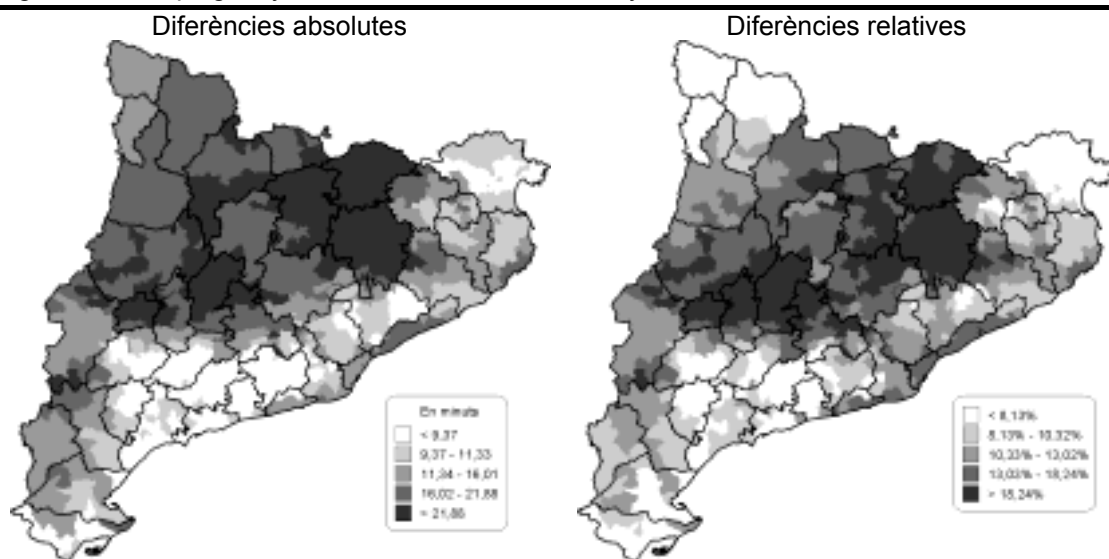 Diferències absolutes
Diferències relatives
En minuts
< 9,37
9,37 - 11,33
11,34 - 16,01
16,02 - 21,88
> 21,88
< 8,13%
8,13% - 10,32%
10,33% - 13,02%
13,03% - 18,24%
> 18,24%